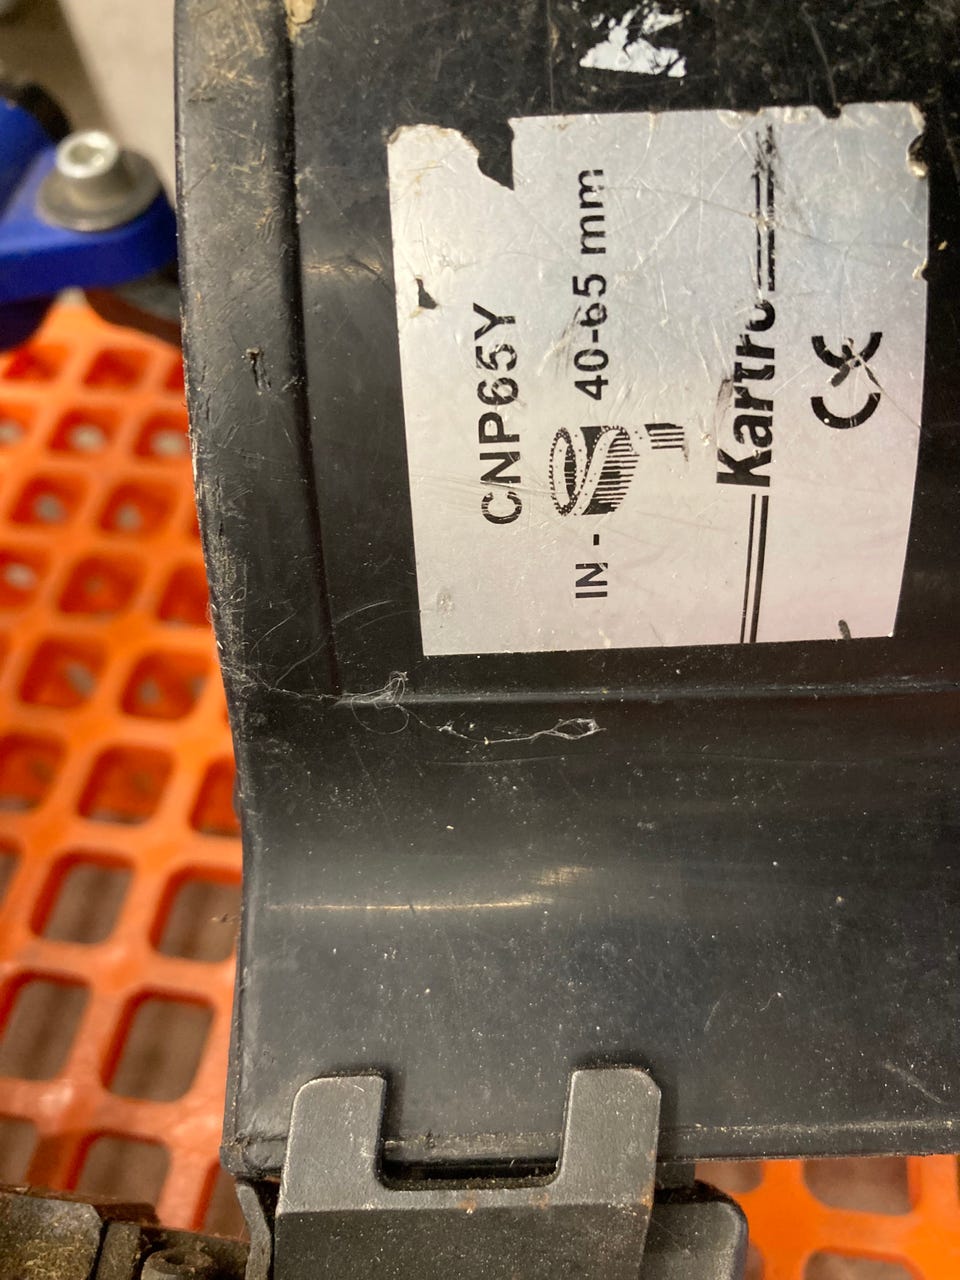 CNP65Y
IN - 40-65 mm
Kartro
CE